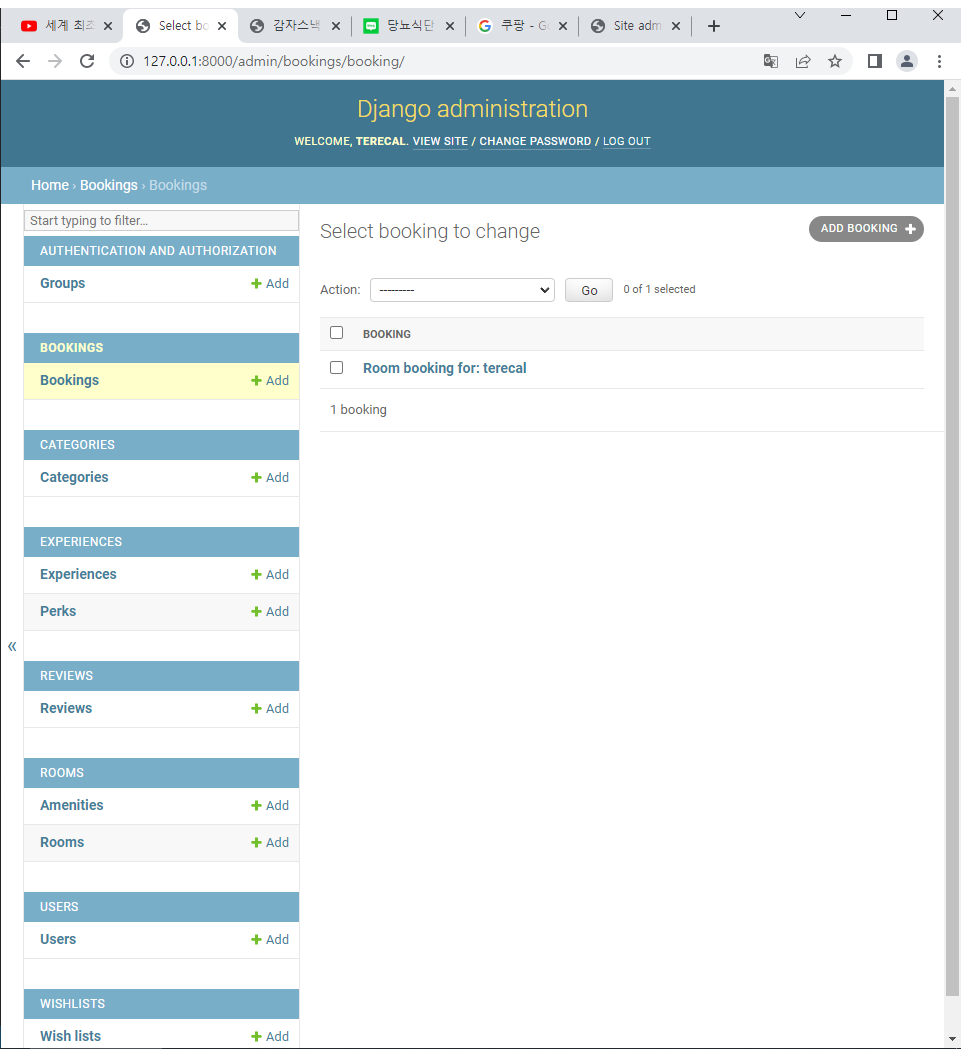 세계 최조
Select bo
감자스낵
당뇨식단
쿠팡 - G
Site adm
127.0.0.1:8000/admin/bookings/booking/
Django administration
WELCOME, TERECAL. VIEW SITE / CHANGE PASSWORD / LOG OUT
Home › Bookings › Bookings
Start typing to filter...
AUTHENTICATION AND AUTHORIZATION
Groups + Add
BOOKINGS
Bookings + Add
CATEGORIES
Categories + Add
EXPERIENCES
Experiences + Add
Perks + Add
«
REVIEWS
Reviews + Add
ROOMS
Amenities + Add
Rooms + Add
USERS
Users + Add
WISHLISTS
Wish lists + Add
Select booking to change
ADD BOOKING +
Action: --------- Go 0 of 1 selected
BOOKING
Room booking for: terecal
1 booking